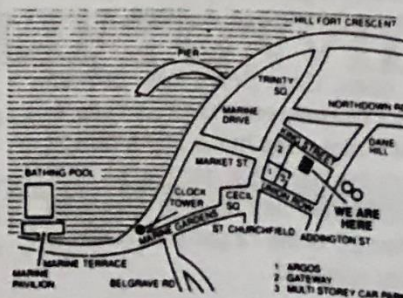 HILL FORT CRESCENT
PIER
TRINITY
SQ
MARINE
DRIVE
NORTHDOWN
KING STREET
DANE
HILL
MARKET ST
3
1
2
UNION ROW
BATHING POOL
CLOCK
TOWER
CECIL
SQ
WE ARE
HERE
MARINE GARDENS
ST CHURCHFIELD
ADDINGTON ST
MARINE TERRACE
MARINE
PAVILION
BELGRAVE RD
1 ARGOS
2 GATEWAY
3 MULTI STOREY CAR PARK